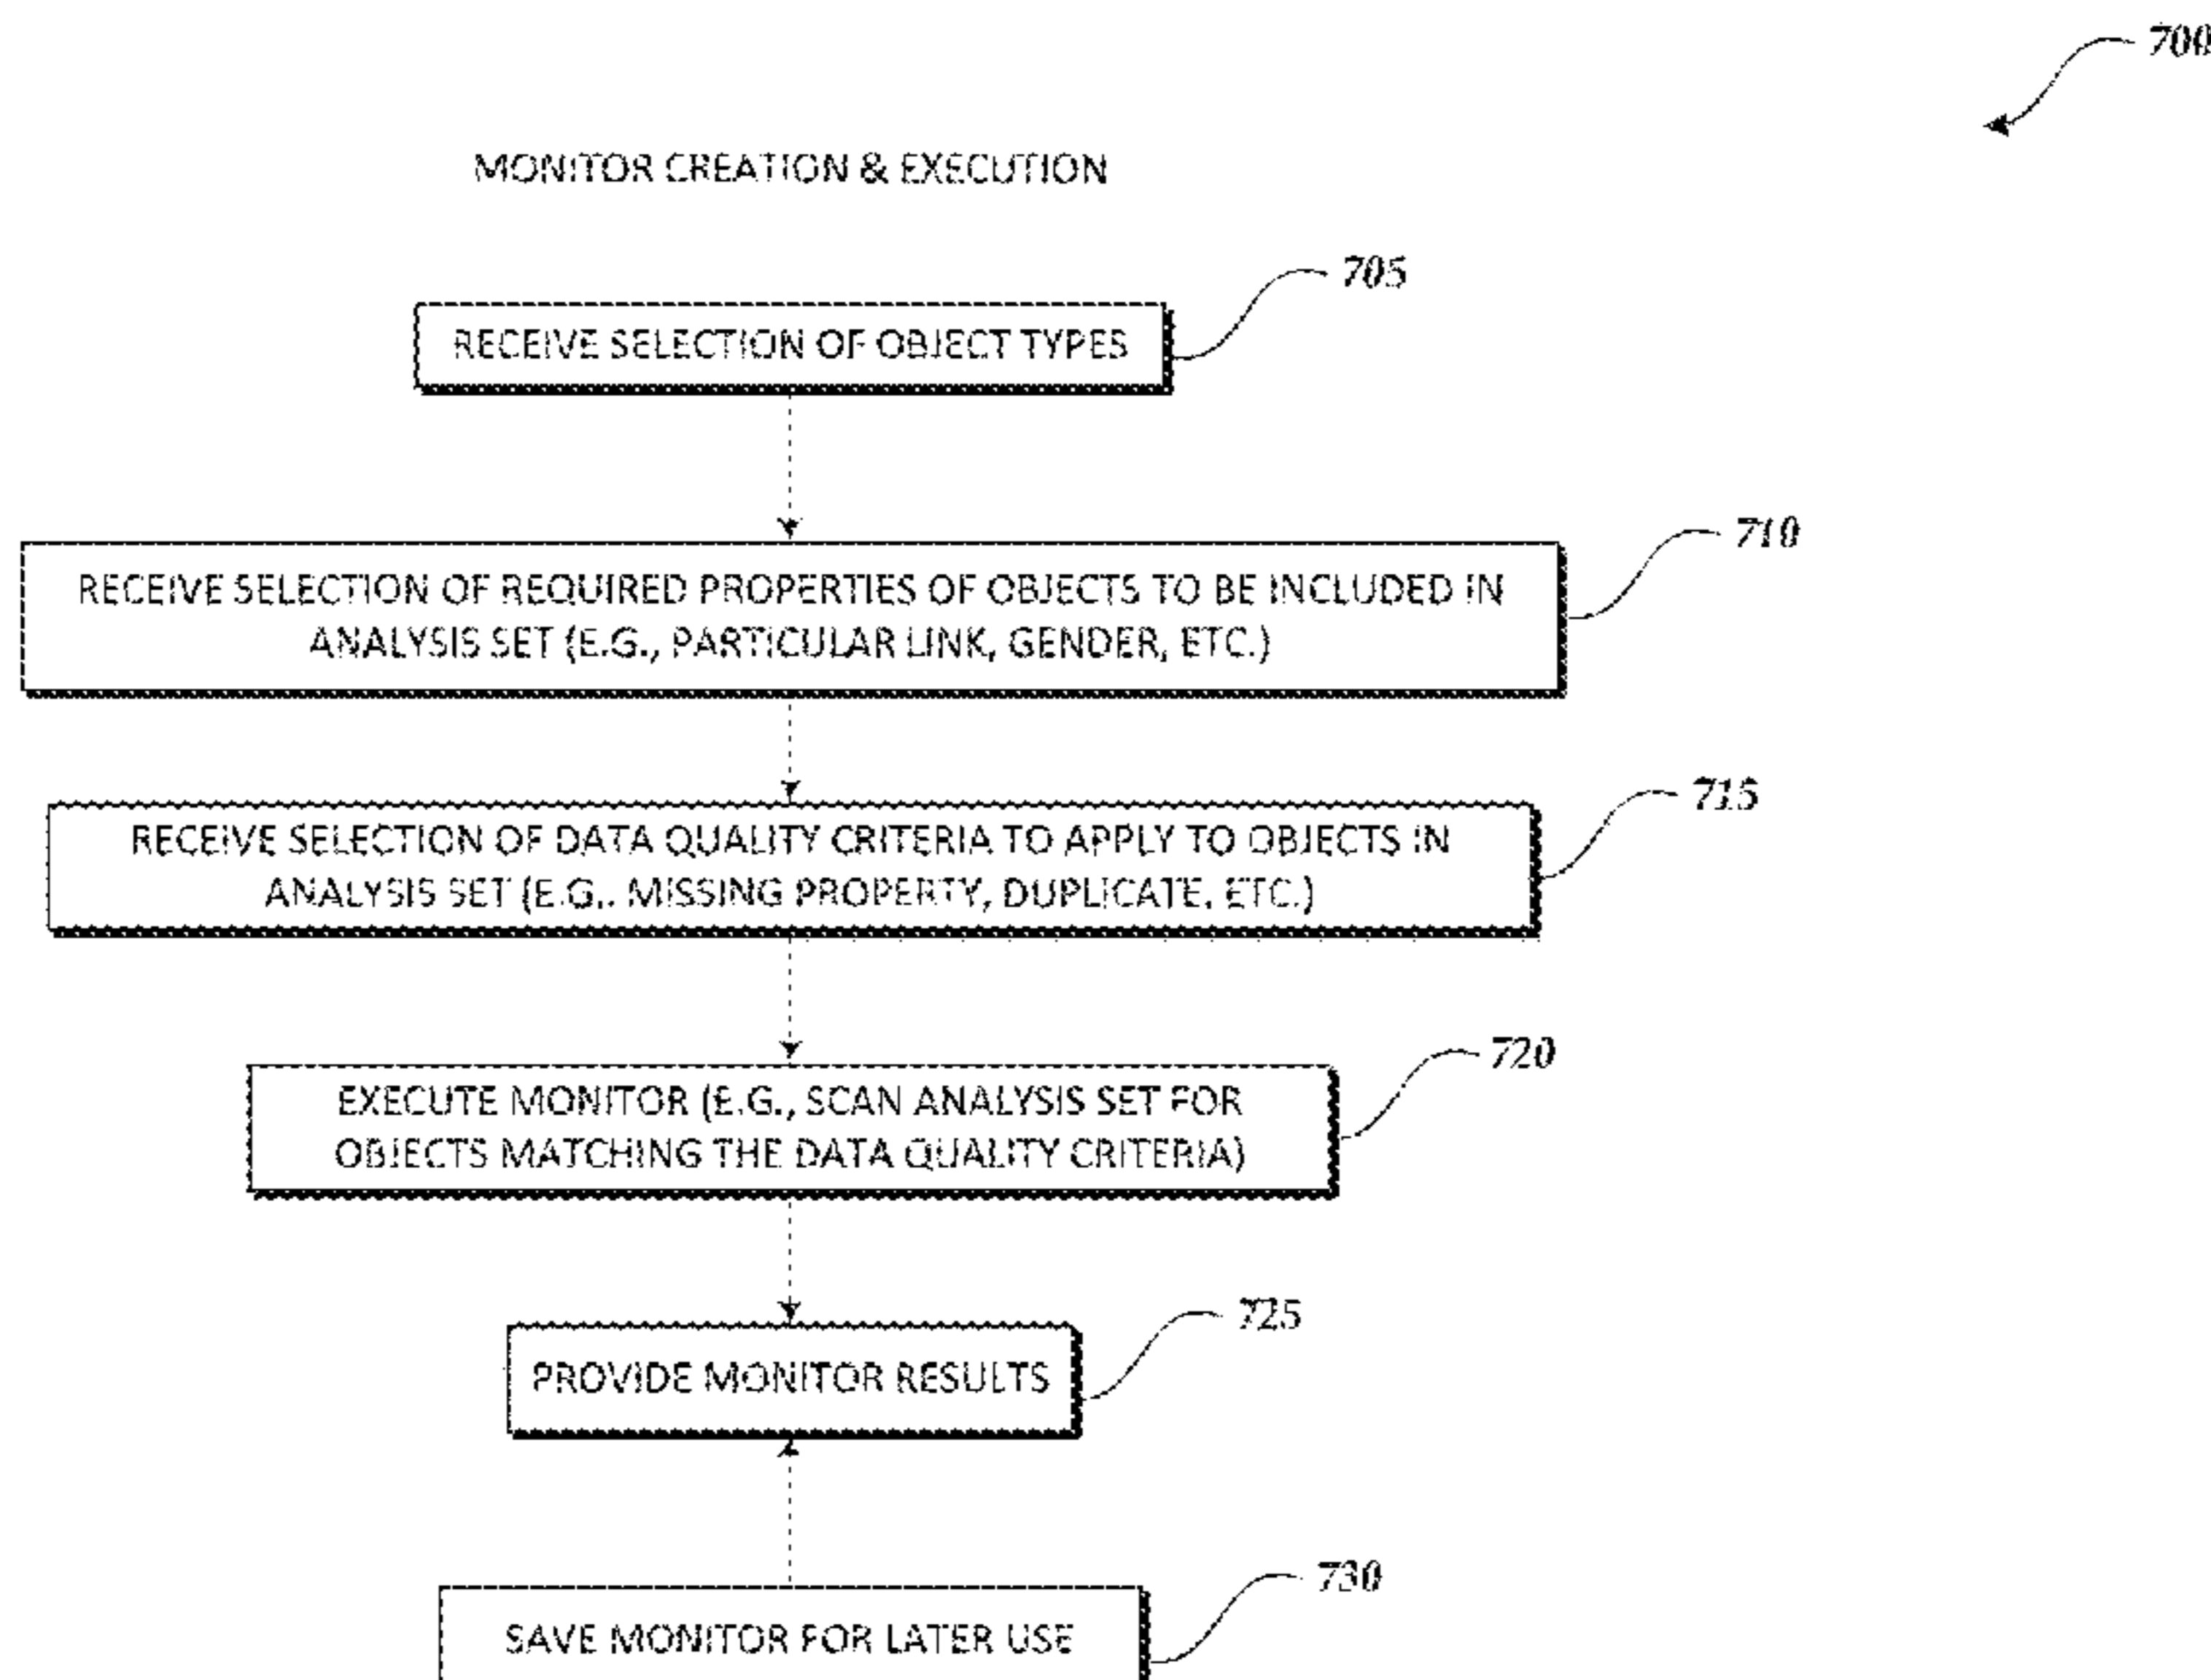 700
MONITOR CREATION & EXECUTION
705
RECEIVE SELECTION OF OBJECT TYPES
710
RECEIVE SELECTION OF REQUIRED PROPERTIES OF OBJECTS TO BE INCLUDED IN
ANALYSIS SET (E.G., PARTICULAR LINK, GENDER, ETC.)
715
RECEIVE SELECTION OF DATA QUALITY CRITERIA TO APPLY TO OBJECTS IN
ANALYSIS SET (E.G., MISSING PROPERTY, DUPLICATE, ETC.)
720
EXECUTE MONITOR (E.G., SCAN ANALYSIS SET FOR
OBJECTS MATCHING THE DATA QUALITY CRITERIA)
725
PROVIDE MONITOR RESULTS
730
SAVE MONITOR FOR LATER USE